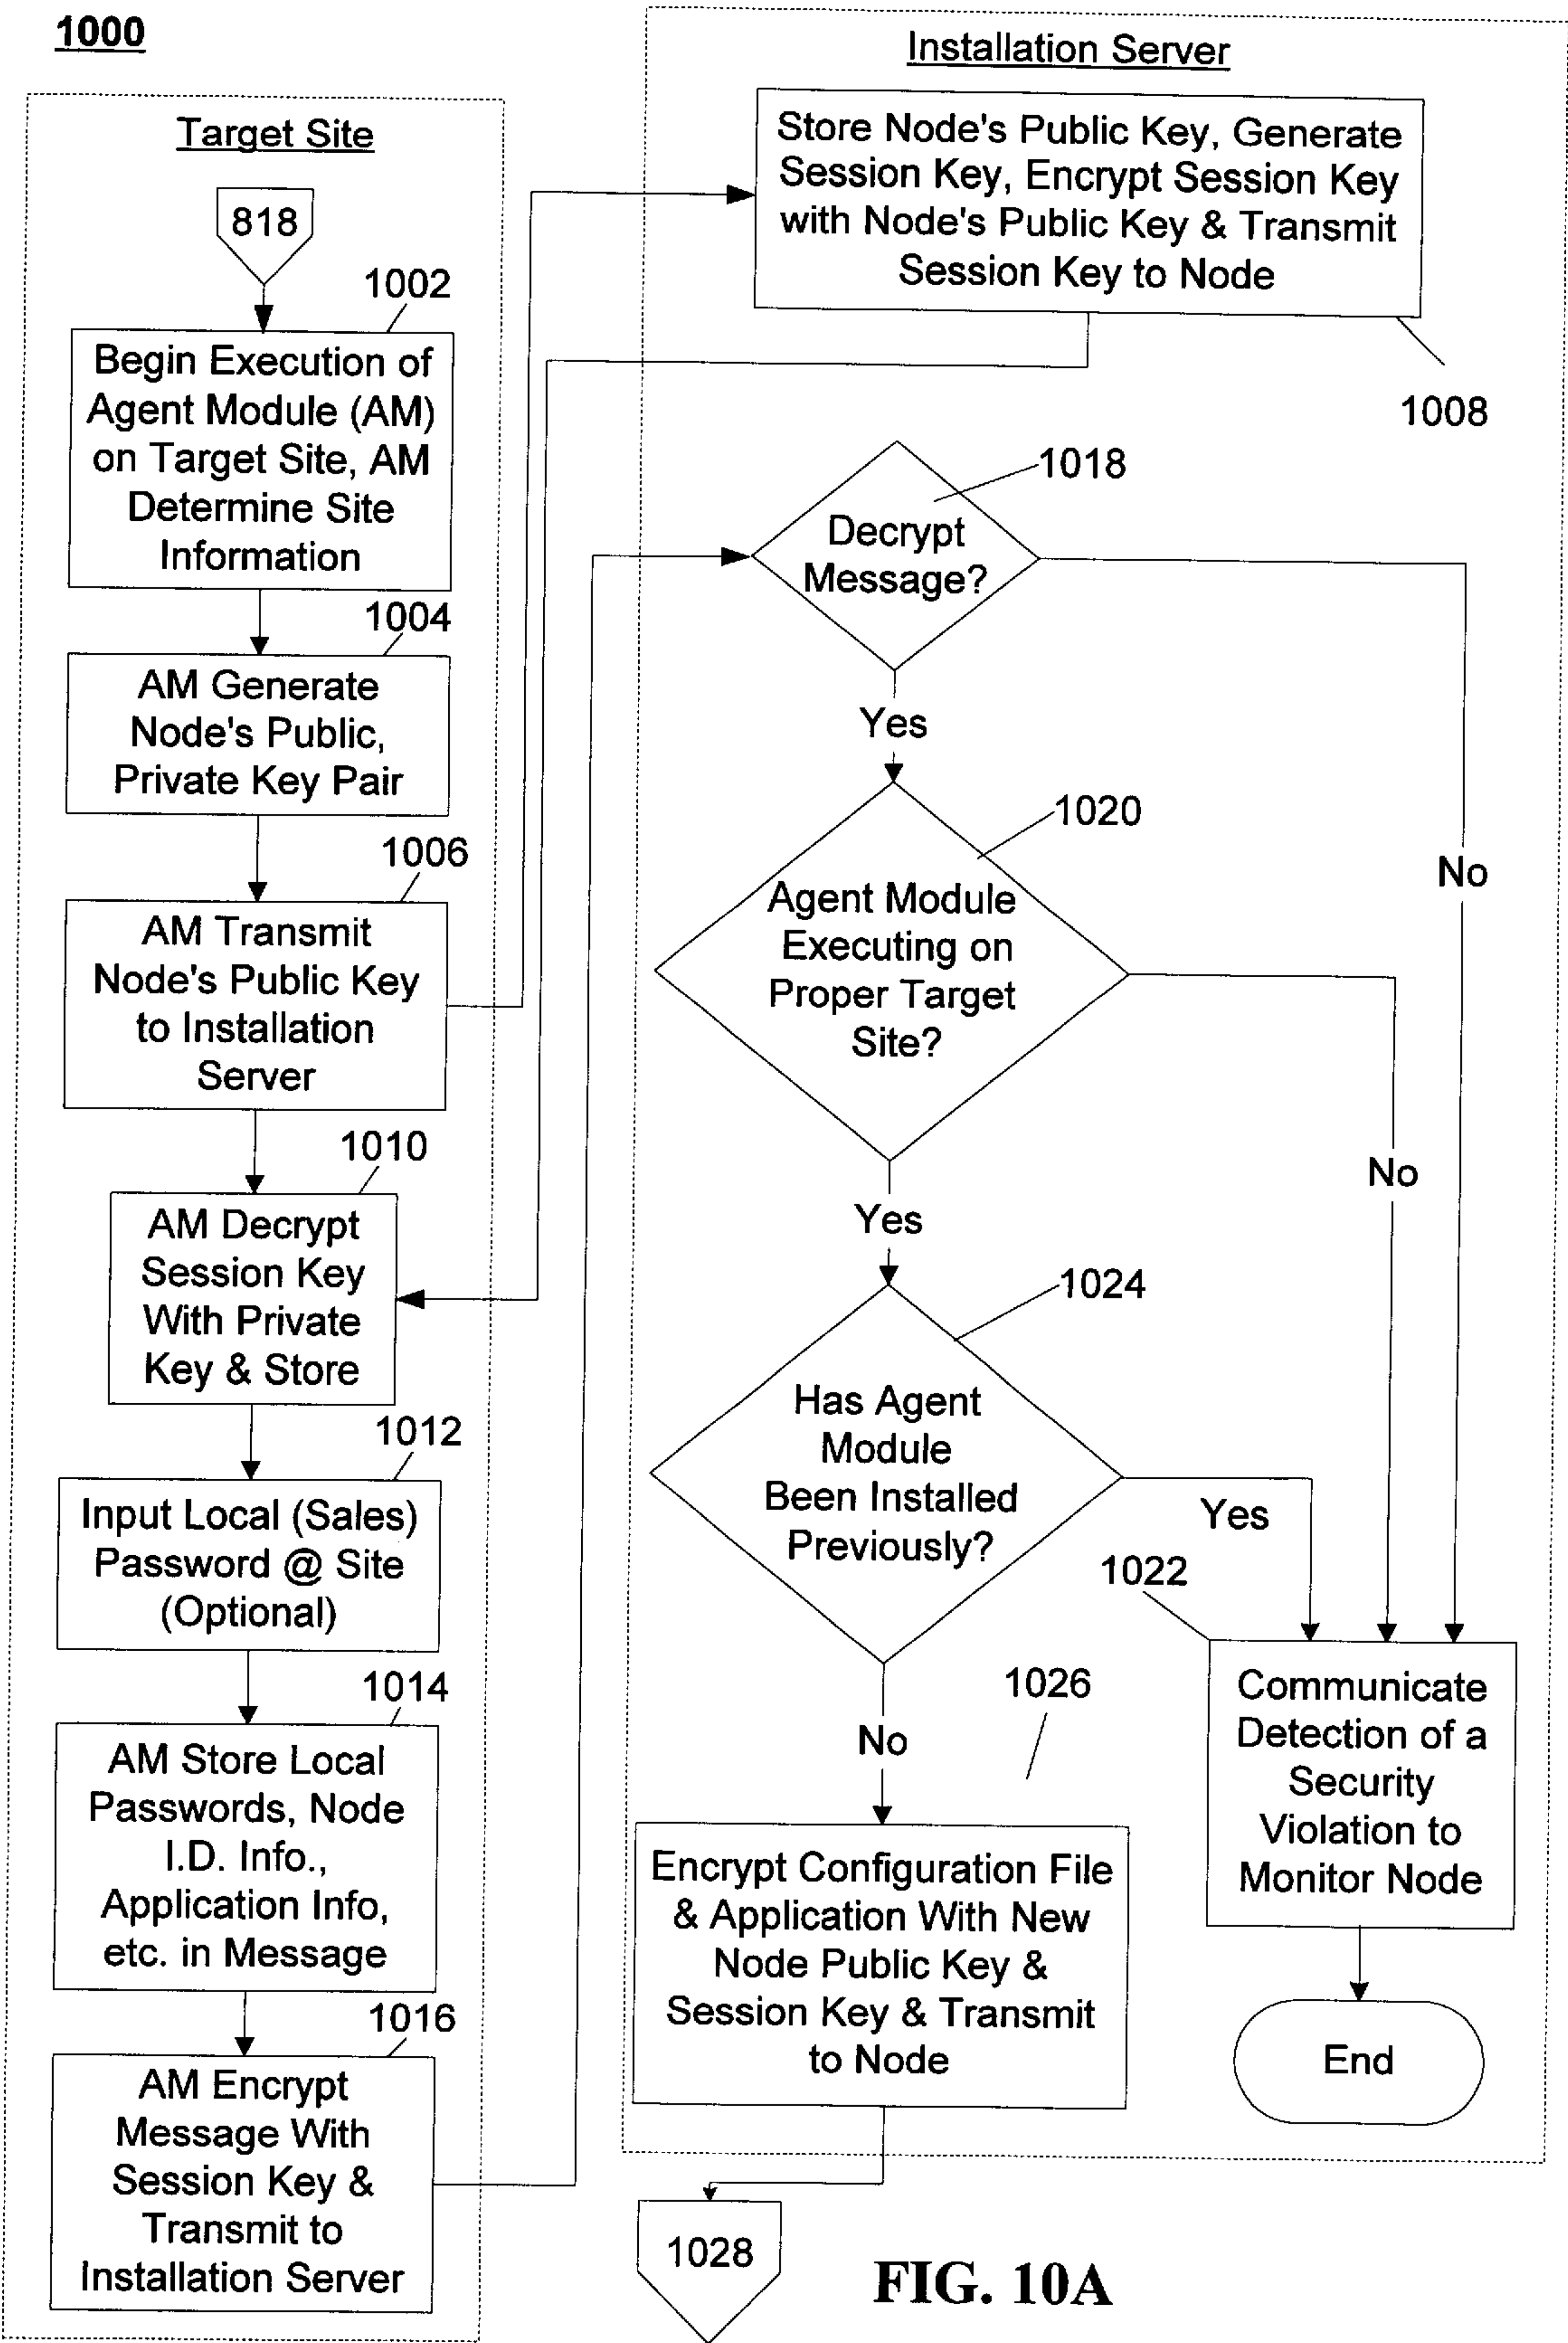 1000
Target Site
818
1002
Begin Execution of
Agent Module (AM)
on Target Site, AM
Determine Site
Information
1004
AM Generate
Node's Public,
Private Key Pair
1006
AM Transmit
Node's Public Key
to Installation
Server
1010
AM Decrypt
Session Key
With Private
Key & Store
1012
Input Local (Sales)
Password @ Site
(Optional)
1014
AM Store Local
Passwords, Node
I.D. Info.,
Application Info,
etc. in Message
1016
AM Encrypt
Message With
Session Key &
Transmit to
Installation Server
Installation Server
Store Node's Public Key, Generate
Session Key, Encrypt Session Key
with Node's Public Key & Transmit
Session Key to Node
1008
1018
Decrypt
Message?
Yes
No
1020
Agent Module
Executing on
Proper Target
Site?
No
Yes
1024
Has Agent
Module
Been Installed
Previously?
Yes
1022
No
1026
Communicate
Detection of a
Security
Violation to
Monitor Node
Encrypt Configuration File
& Application With New
Node Public Key &
Session Key & Transmit
to Node
End
1028
FIG. 10A